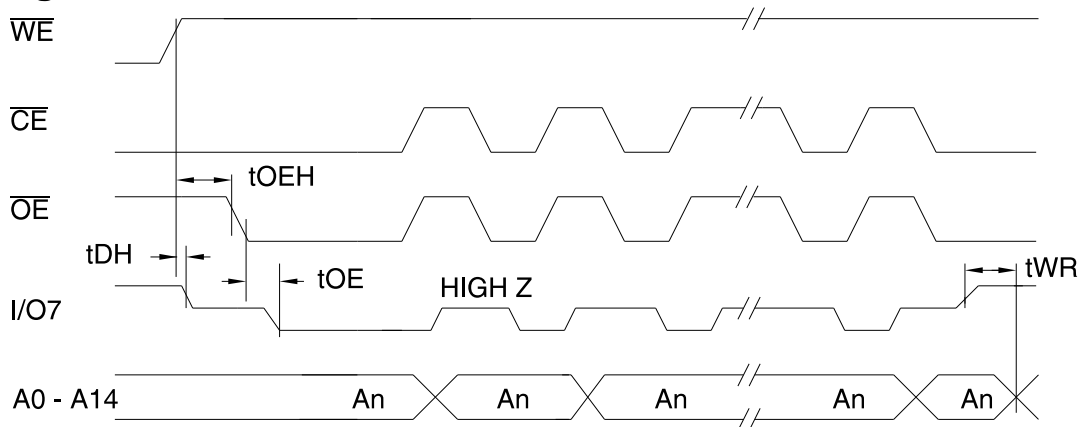 WE
CE
tOEH
OE
tDH
tOE
HIGH Z
tWR
I/O7
A0 - A14
An
An
An
An
An